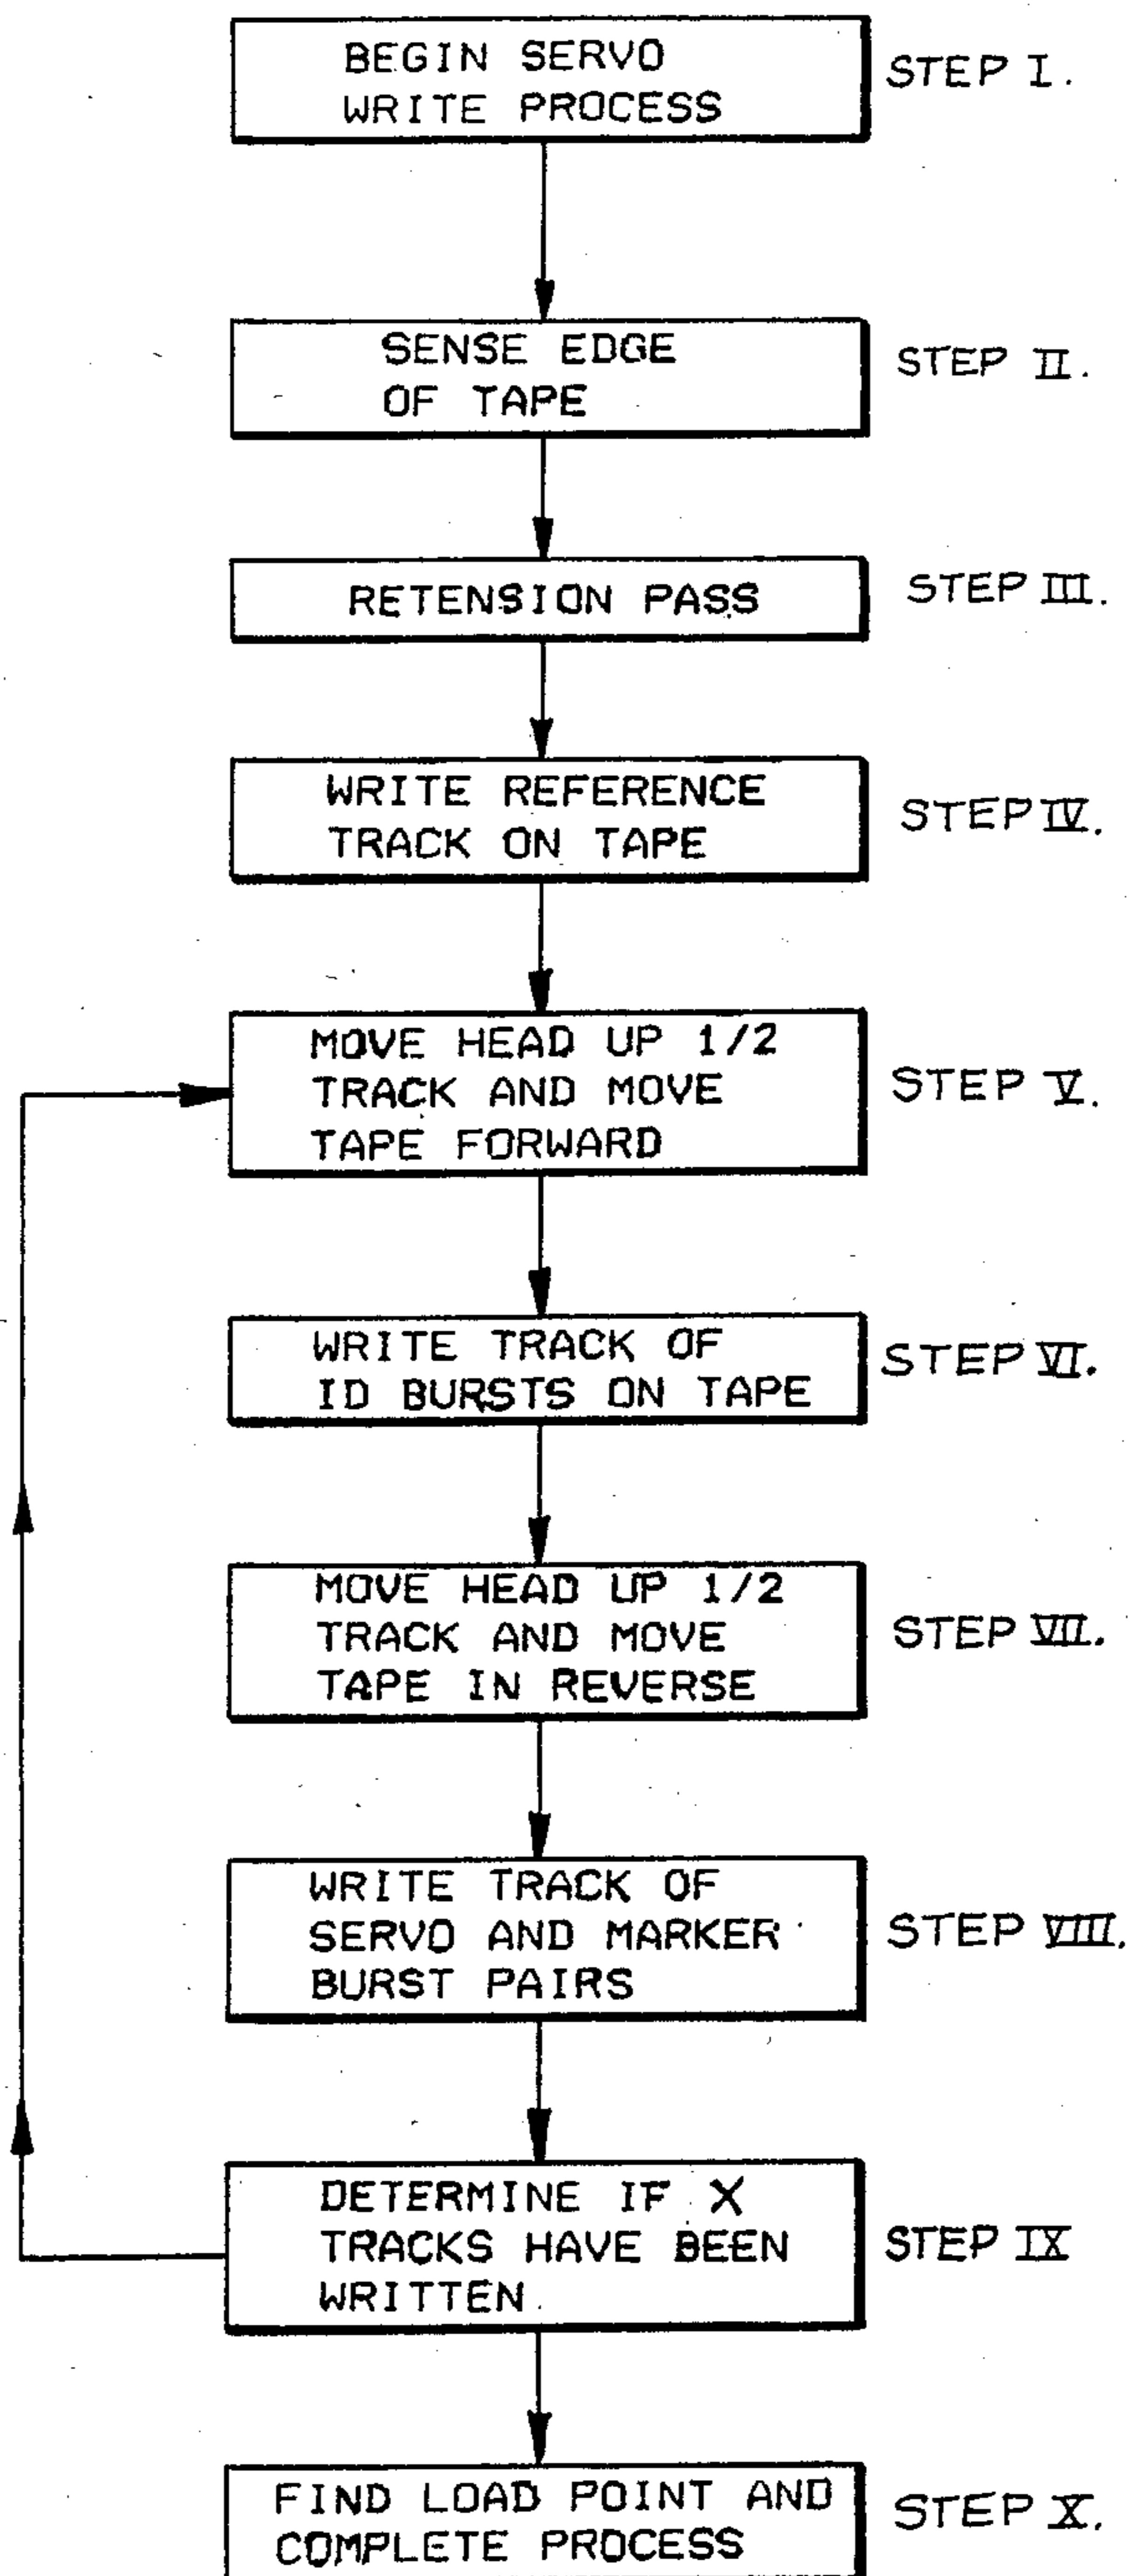 BEGIN SERVO
WRITE PROCESS
STEP I.
SENSE EDGE
OF TAPE
STEP II.
RETENSION PASS
STEP III.
WRITE REFERENCE
TRACK ON TAPE
STEP IV.
MOVE HEAD UP 1/2
TRACK AND MOVE
TAPE FORWARD
STEP V.
WRITE TRACK OF
ID BURSTS ON TAPE
STEP VI.
MOVE HEAD UP 1/2
TRACK AND MOVE
TAPE IN REVERSE
STEP VII.
WRITE TRACK OF
SERVO AND MARKER
BURST PAIRS
STEP VIII.
DETERMINE IF X
TRACKS HAVE BEEN
WRITTEN
STEP IX
FIND LOAD POINT AND
COMPLETE PROCESS
STEP X.